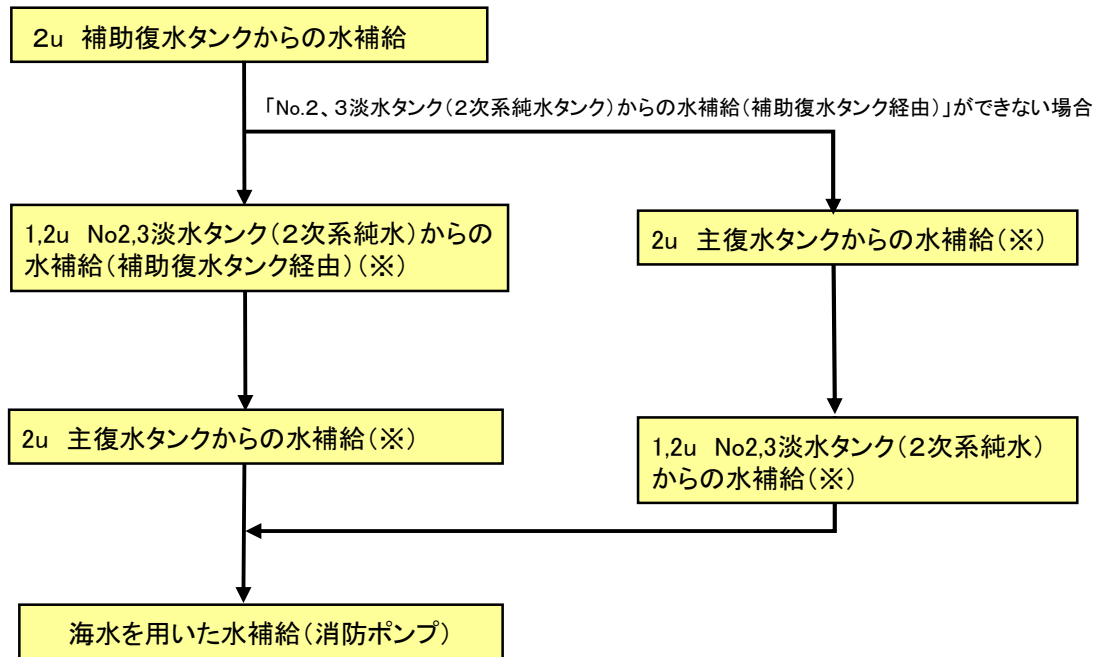 2u 補助復水タンクからの水補給
「No.2、3淡水タンク(2次系純水タンク)からの水補給(補助復水タンク経由)」ができない場合
1,2u No2,3淡水タンク(2次系純水)からの
水補給(補助復水タンク経由)(※)
2u 主復水タンクからの水補給(※)
2u 主復水タンクからの水補給(※)
1,2u No2,3淡水タンク(2次系純水)
からの水補給(※)
海水を用いた水補給(消防ポンプ)